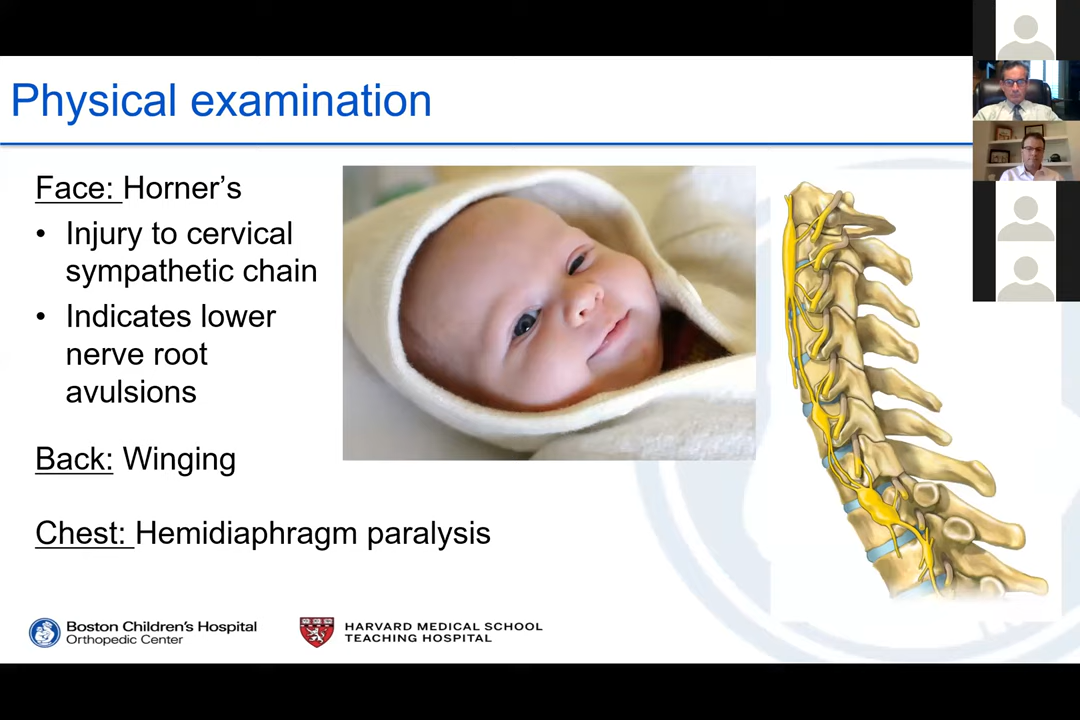 Physical examination
Face: Horner’s
• Injury to cervical
sympathetic chain
• Indicates lower
nerve root
avulsions
Back: Winging
Chest: Hemidiaphragm paralysis
Boston Children’s Hospital
Orthopedic Center
HARVARD MEDICAL SCHOOL
TEACHING HOSPITAL